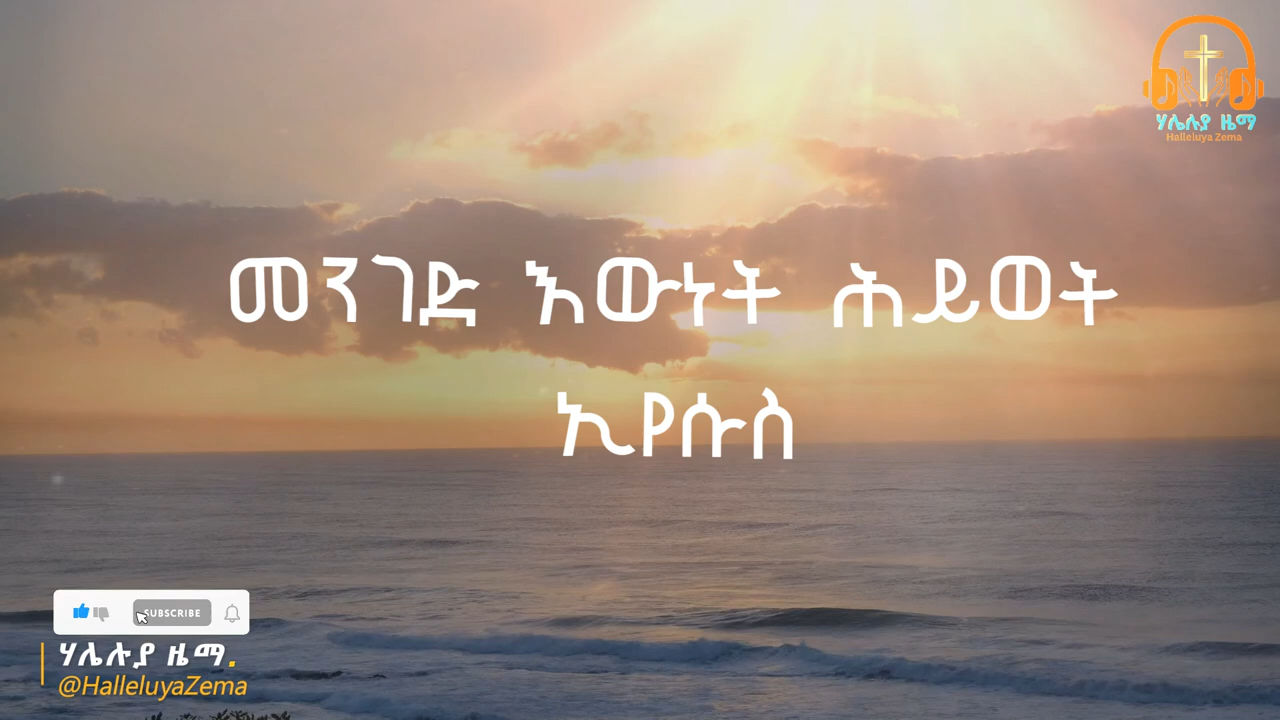 ሃሌሉያ ዜማ
Halleluya Zema
መንገድ እውነት ሕይወት
ኢየሱስ
SUBSCRIBE
ሃሌሉያ ዜማ.
@HalleluyaZema